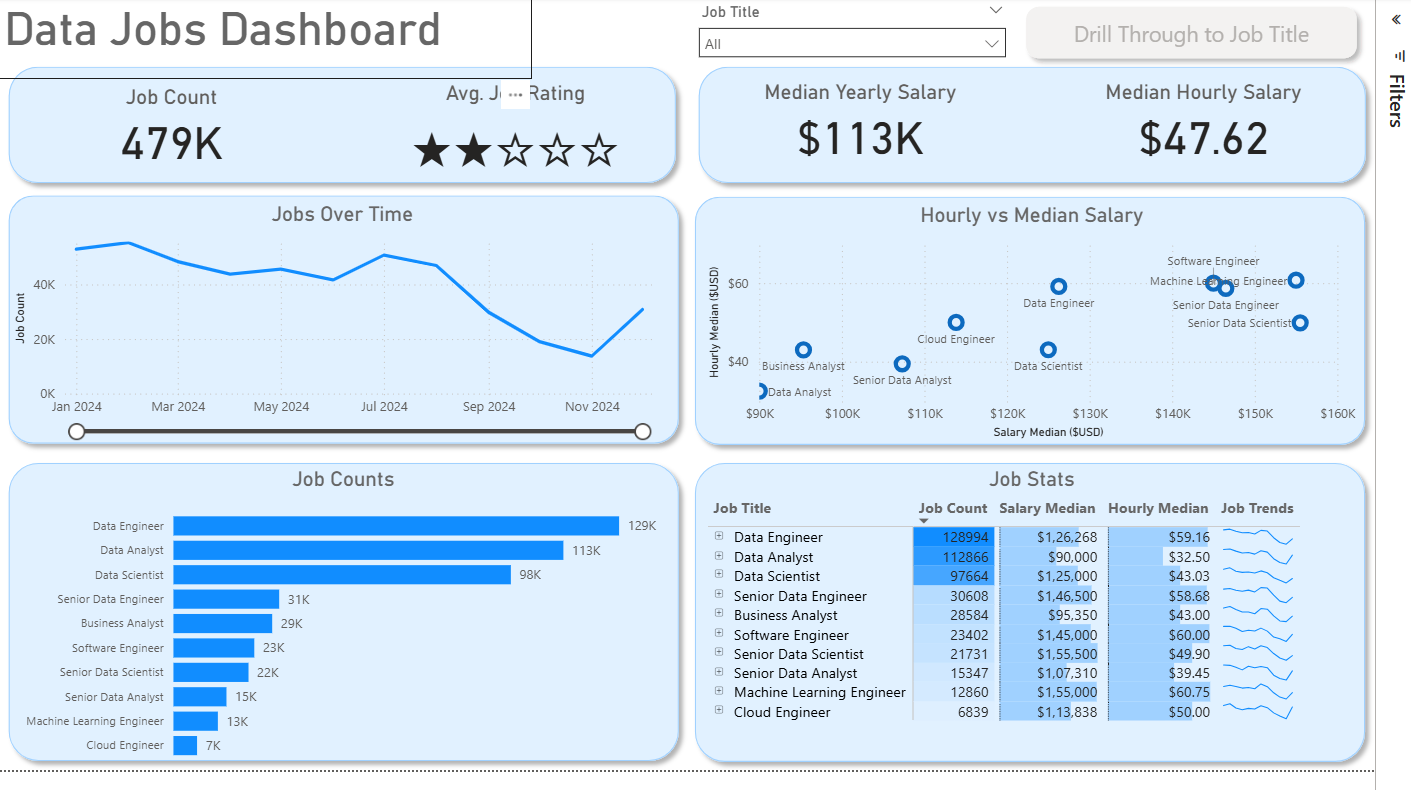 Data Jobs Dashboard
Job Title
All
Drill Through to Job Title
Filters
Job Count
479K
Avg. J ... Rating
Median Yearly Salary
$113K
Median Hourly Salary
$47.62
Jobs Over Time
Job Count
40K
20K
0K
Jan 2024 Mar 2024 May 2024 Jul 2024 Sep 2024 Nov 2024
Hourly vs Median Salary
Hourly Median ($USD)
$60
$40
Software Engineer
Machine Learning Engineer
Data Engineer
Senior Data Engineer
Senior Data Scientist
Cloud Engineer
Business Analyst
Data Scientist
Senior Data Analyst
Data Analyst
$90K $100K $110K $120K $130K $140K $150K $160K
Salary Median ($USD)
Job Counts
Data Engineer 129K
Data Analyst 113K
Data Scientist 98K
Senior Data Engineer 31K
Business Analyst 29K
Software Engineer 23K
Senior Data Scientist 22K
Senior Data Analyst 15K
Machine Learning Engineer 13K
Cloud Engineer 7K
Job Stats
Job Title Job Count Salary Median Hourly Median Job Trends
Data Engineer 128994 $1,26,268 $59.16
Data Analyst 112866 $90,000 $32.50
Data Scientist 97664 $1,25,000 $43.03
Senior Data Engineer 30608 $1,46,500 $58.68
Business Analyst 28584 $95,350 $43.00
Software Engineer 23402 $1,45,000 $60.00
Senior Data Scientist 21731 $1,55,500 $49.90
Senior Data Analyst 15347 $1,07,310 $39.45
Machine Learning Engineer 12860 $1,55,000 $60.75
Cloud Engineer 6839 $1,13,838 $50.00